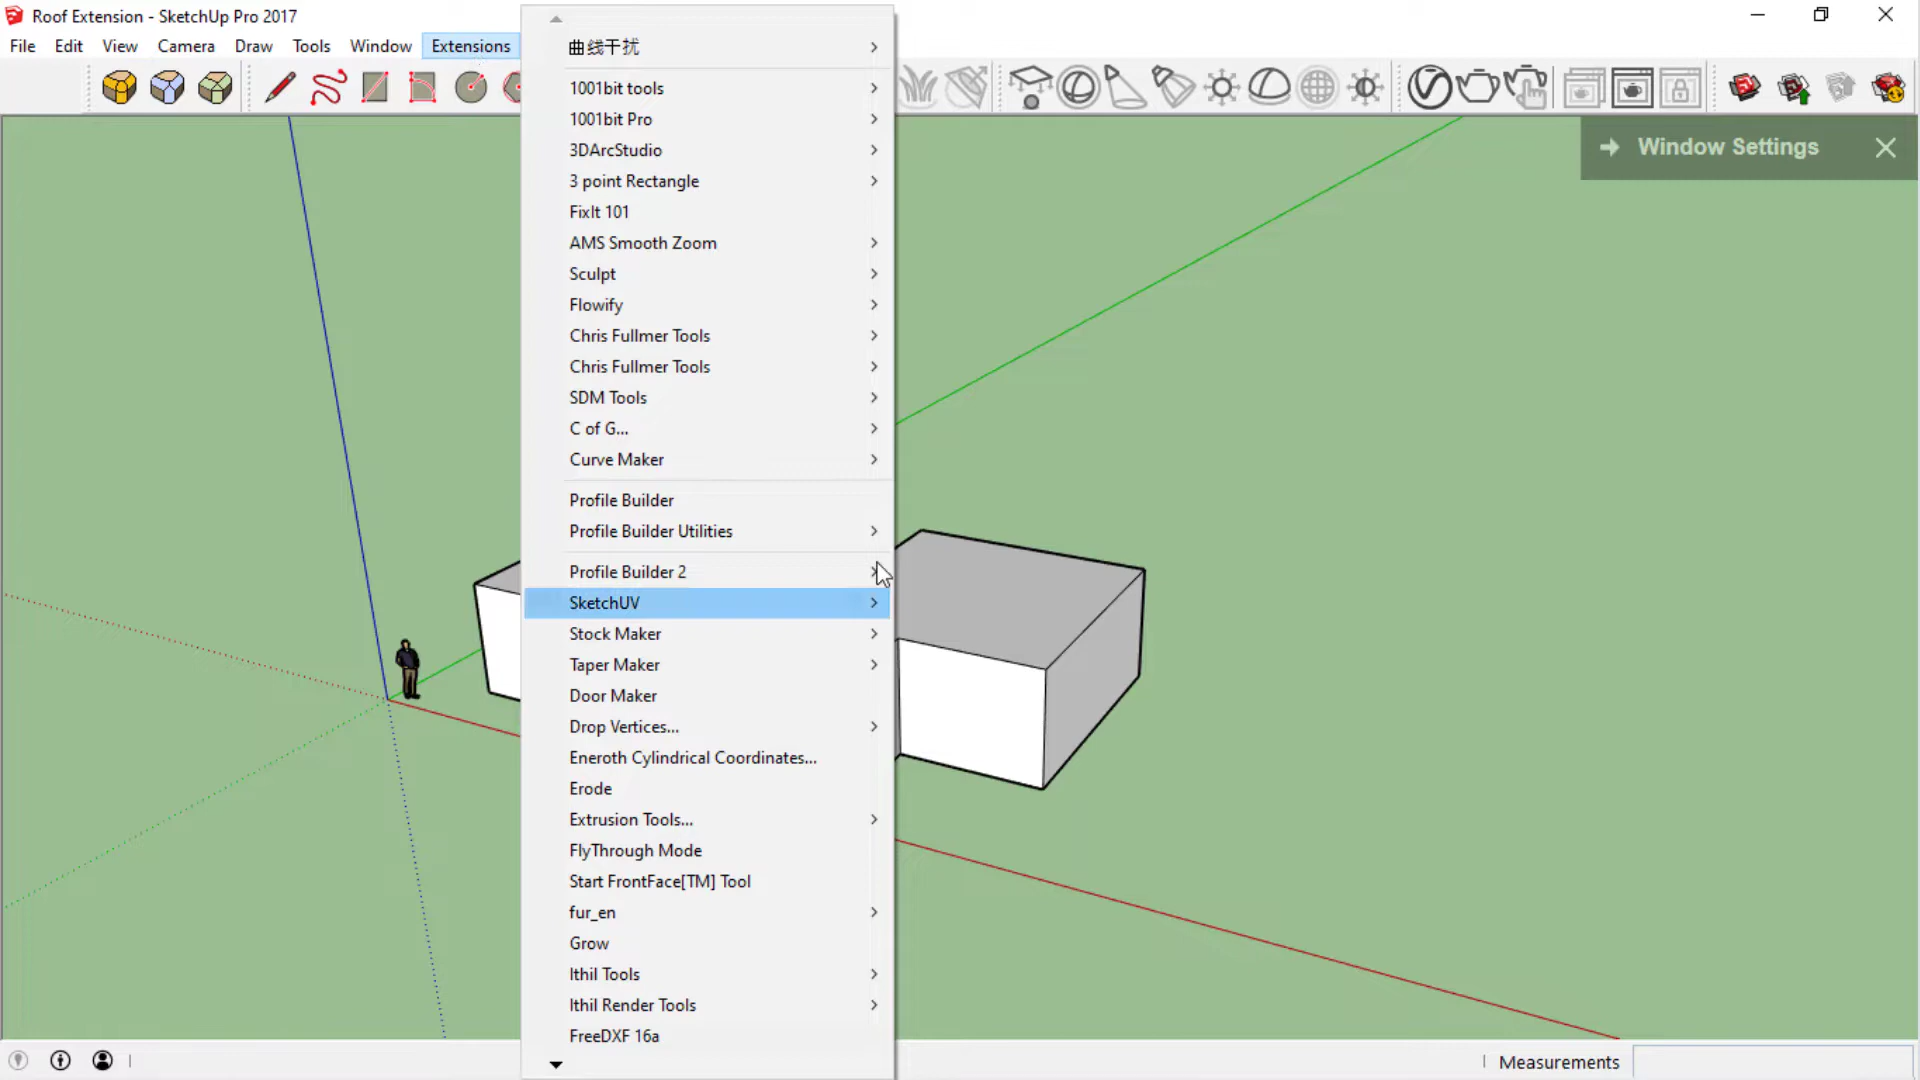 Roof Extension - SketchUp Pro 2017
File Edit View Camera Draw Tools Window Extensions
曲线干扰
1001bit tools
1001bit Pro
3DArcStudio
3 point Rectangle
FixIt 101
AMS Smooth Zoom
Sculpt
Flowify
Chris Fullmer Tools
Chris Fullmer Tools
SDM Tools
C of G...
Curve Maker
Profile Builder
Profile Builder Utilities
Profile Builder 2
SketchUV
Stock Maker
Taper Maker
Door Maker
Drop Vertices...
Eneroth Cylindrical Coordinates...
Erode
Extrusion Tools...
FlyThrough Mode
Start FrontFace[TM] Tool
fur_en
Grow
Ithil Tools
Ithil Render Tools
FreeDXF 16a
Window Settings
Measurements